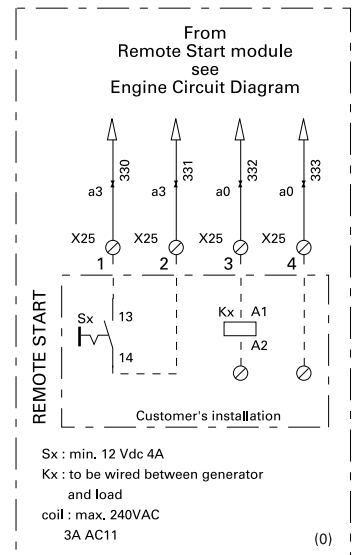 From
Remote Start module
see
Engine Circuit Diagram
330 331 332 333
a3 a3 a0 a0
X25 X25 X25 X25
1 2 3 4
REMOTE START
Sx 13 Kx A1
14 A2
Customer's installation
Sx : min. 12 Vdc 4A
Kx : to be wired between generator
and load
coil : max. 240VAC
3A AC11
(0)